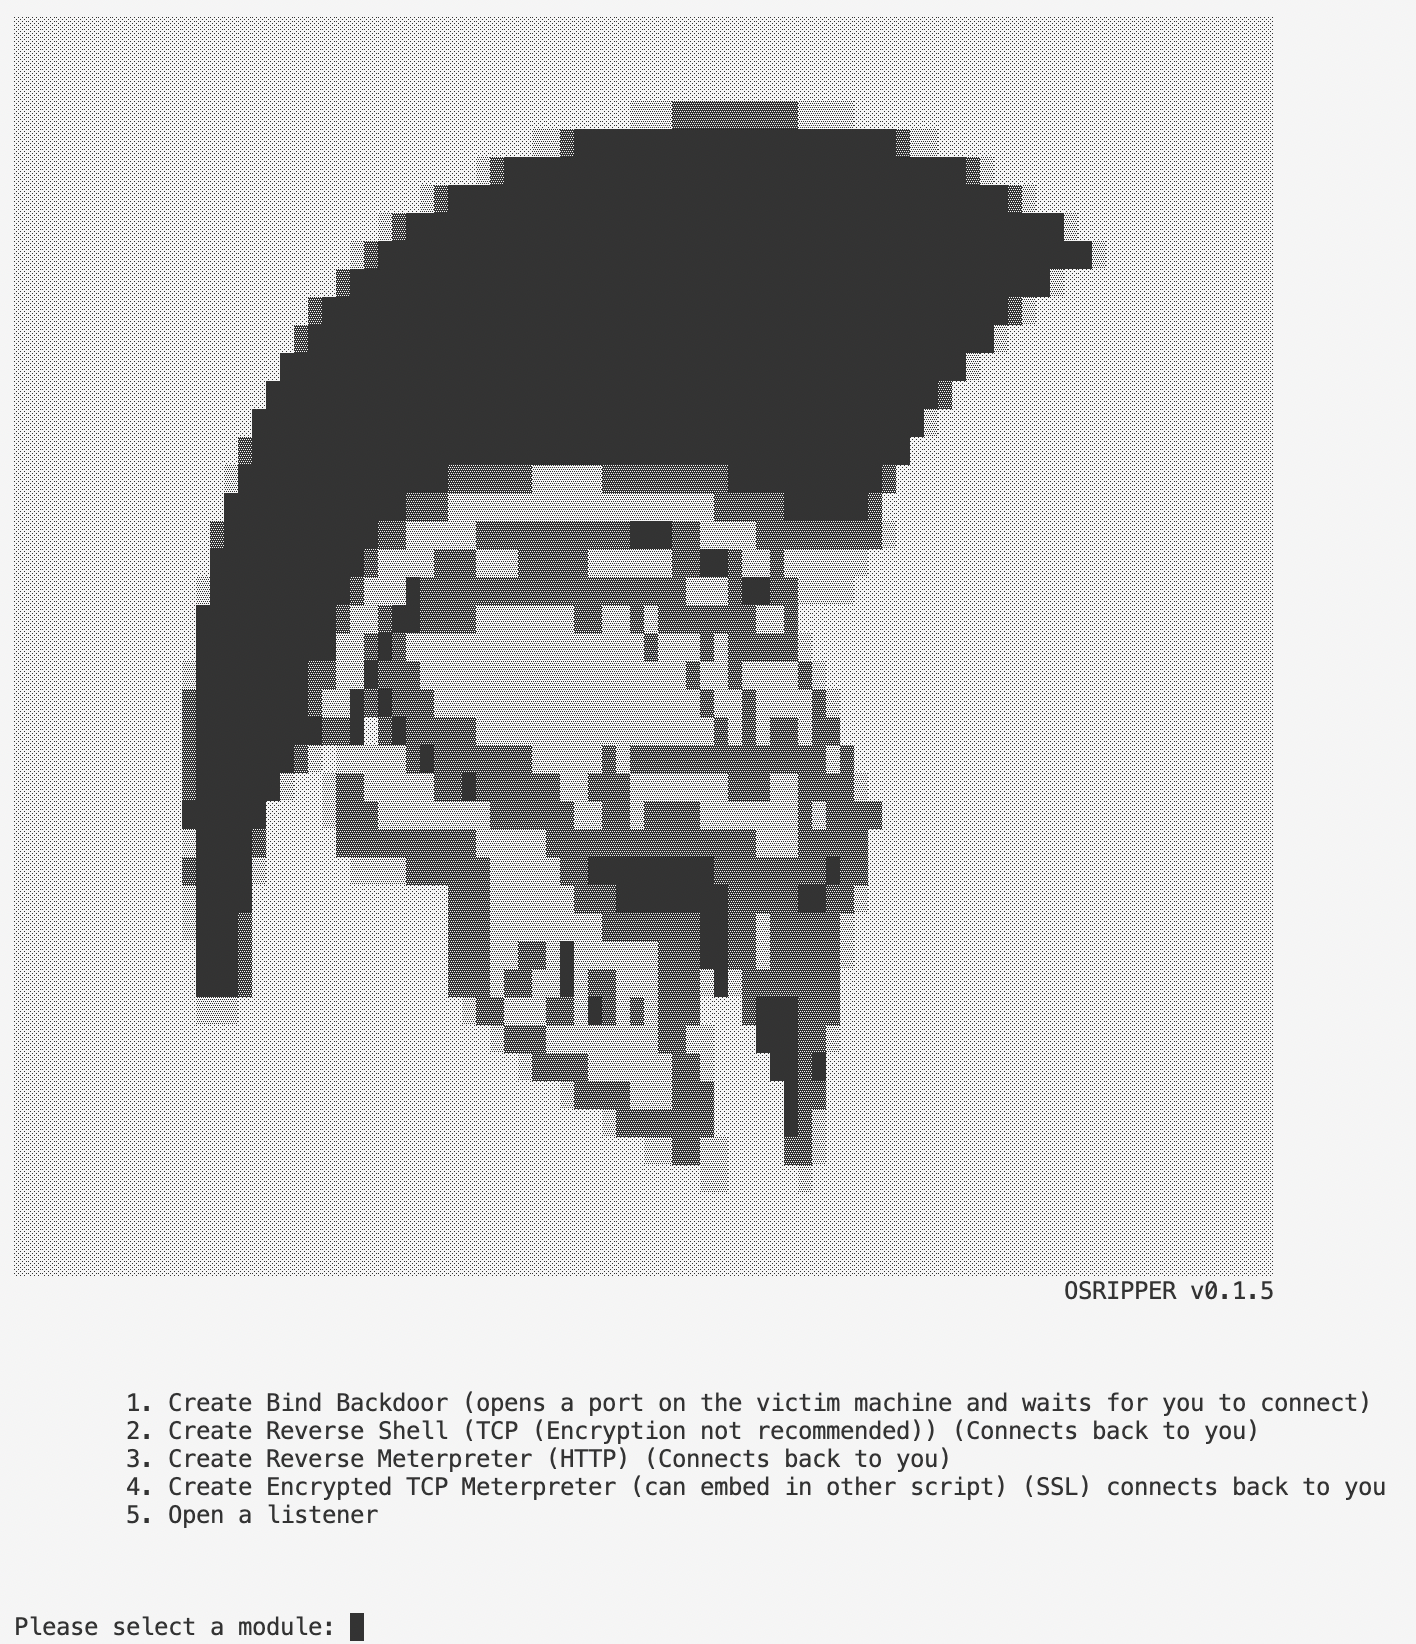 OSRIPPER v0.1.5
1. Create Bind Backdoor (opens a port on the victim machine and waits for you to connect)
2. Create Reverse Shell (TCP (Encryption not recommended)) (Connects back to you)
3. Create Reverse Meterpreter (HTTP) (Connects back to you)
4. Create Encrypted TCP Meterpreter (can embed in other script) (SSL) connects back to you
5. Open a listener
Please select a module: